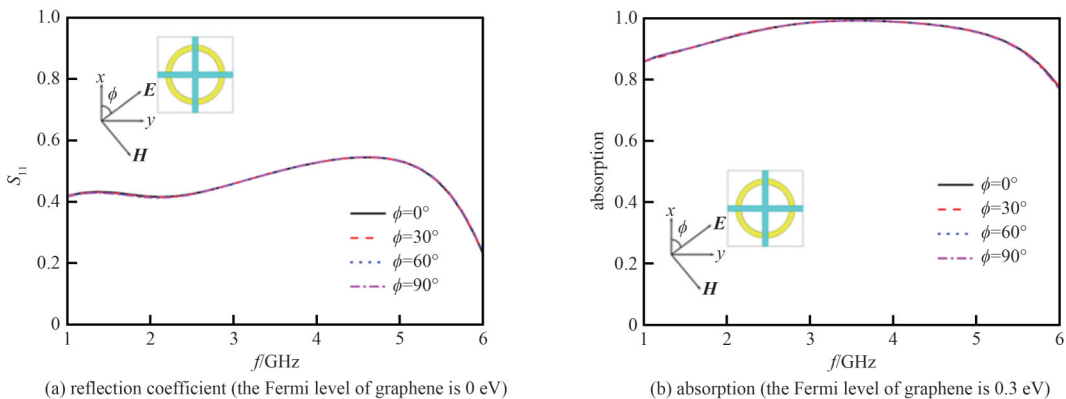 1.0
0.8
0.6
0.4
0.2
0
S₁₁
x
ϕ
E
y
H
ϕ=0°
ϕ=30°
ϕ=60°
ϕ=90°
1 2 3 4 5 6
f/GHz
(a) reflection coefficient (the Fermi level of graphene is 0 eV)
1.0
0.8
0.6
0.4
0.2
0
absorption
x
ϕ
E
y
H
ϕ=0°
ϕ=30°
ϕ=60°
ϕ=90°
1 2 3 4 5 6
f/GHz
(b) absorption (the Fermi level of graphene is 0.3 eV)